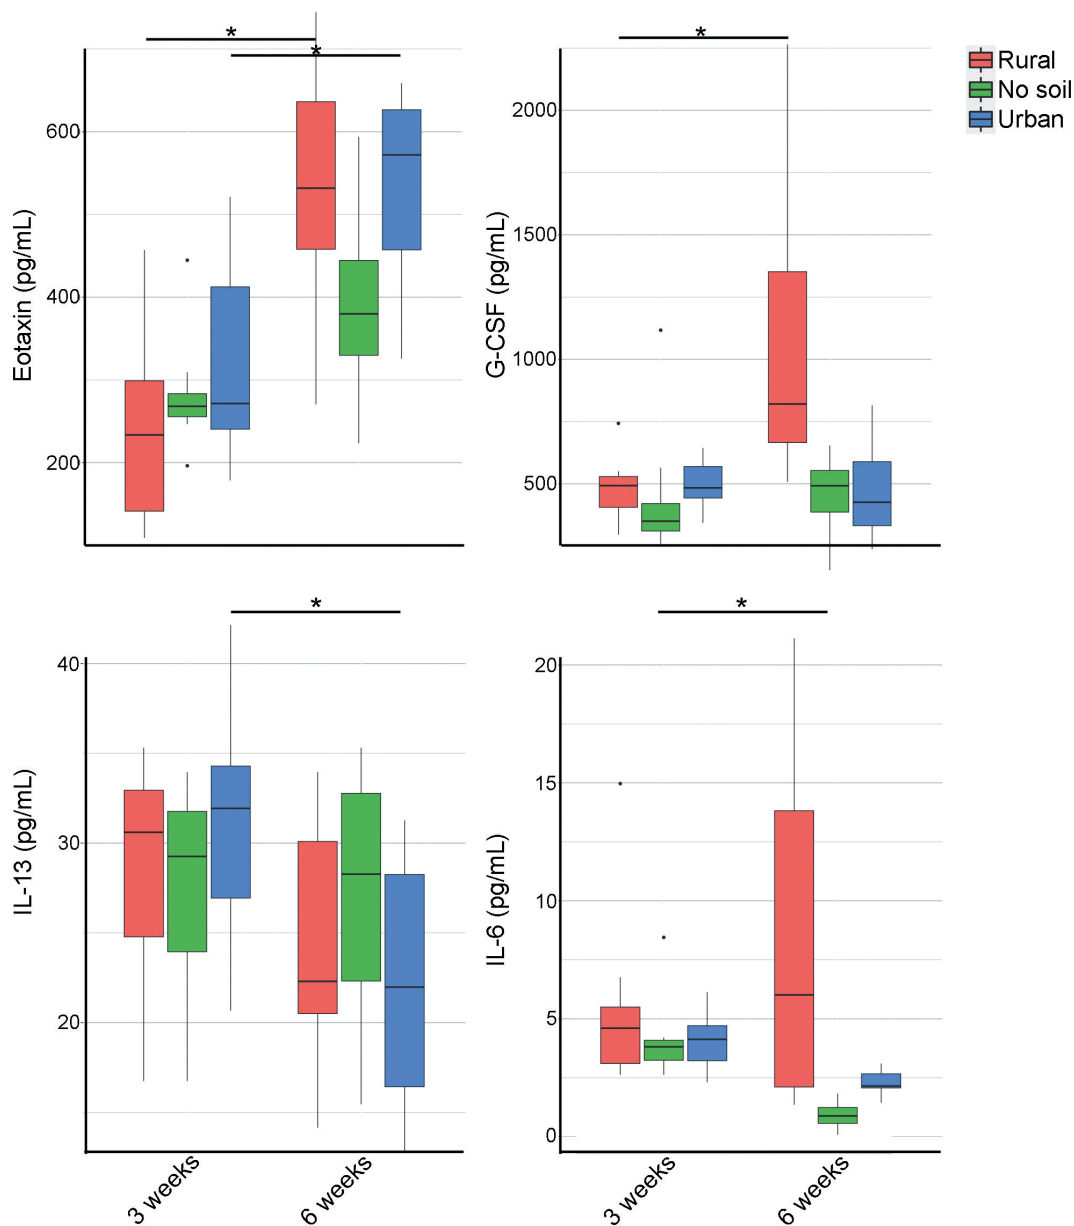 *
*
600
400
200
Eotaxin (pg/mL)
*
2000
1500
1000
500
G-CSF (pg/mL)
Rural
No soil
Urban
*
40
30
20
IL-13 (pg/mL)
3 weeks
6 weeks
*
20
15
10
5
0
IL-6 (pg/mL)
3 weeks
6 weeks